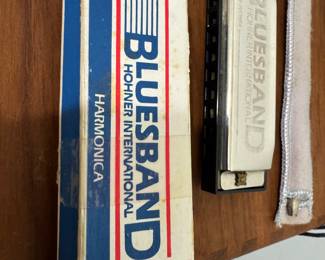 BLUESBAND
HOHNER INTERNATIONAL
HARMONICA
BLUESBAND
HOHNER INTERNATIONAL